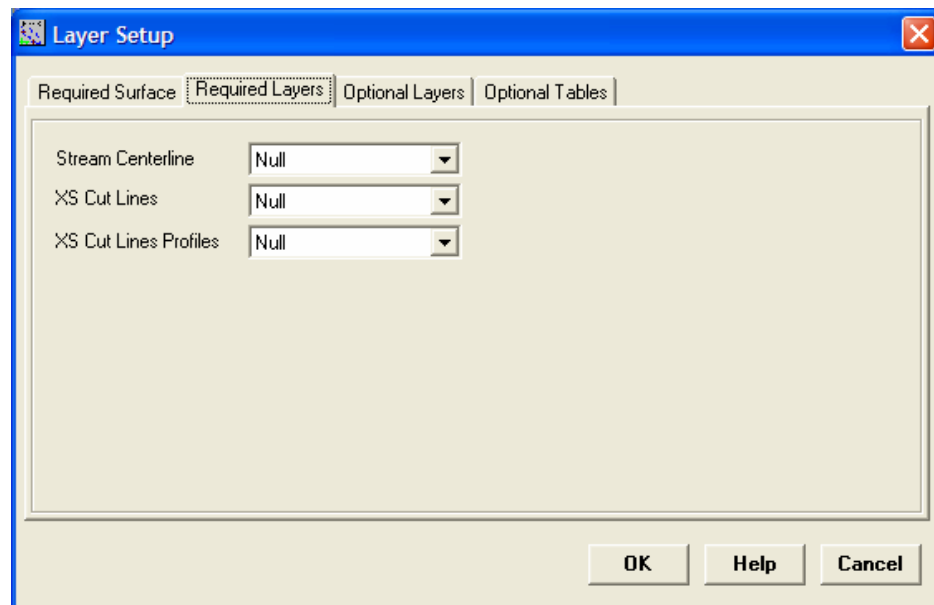 Layer Setup
Required Surface Required Layers Optional Layers Optional Tables
Stream Centerline Null
XS Cut Lines Null
XS Cut Lines Profiles Null
OK Help Cancel